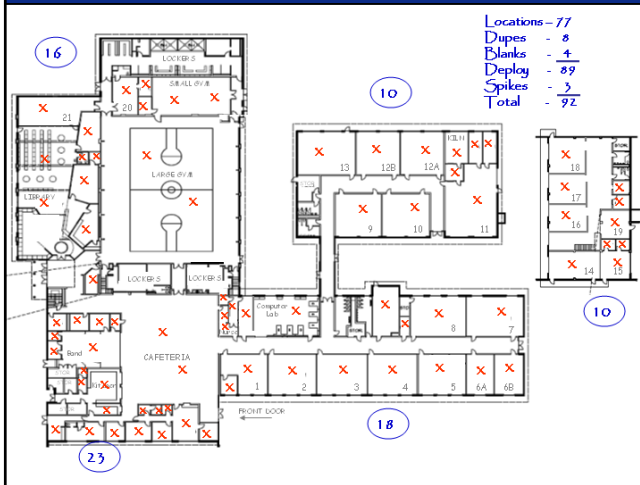 Locations - 77
Dupes - 8
Blanks - 4
Deploy - 89
Spikes - 3
Total - 92
16
LOCKERS
SMALL GYM
20
21
10
KILN
13
12B
12A
LARGE GYM
LIBRARY
9
10
11
18
17
16
19
14
15
10
LOCKERS
LOCKERS
Computer
Lab
8
7
Band
CAFETERIA
1
2
3
4
5
6A
6B
FRONT DOOR
18
23